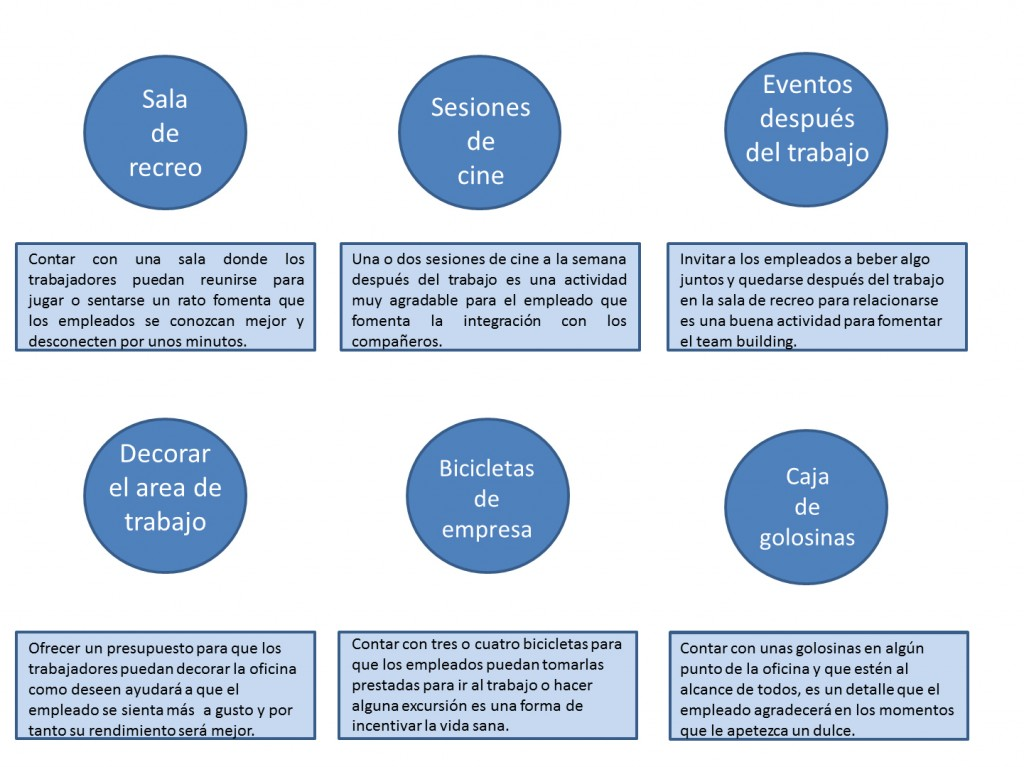 Sala
de
recreo
Sesiones
de
cine
Eventos
después
del trabajo
Contar con una sala donde los
trabajadores puedan reunirse para
jugar o sentarse un rato fomenta que
los empleados se conozcan mejor y
desconecten por unos minutos.
Una o dos sesiones de cine a la semana
después del trabajo es una actividad
muy agradable para el empleado que
fomenta la integración con los
compañeros.
Invitar a los empleados a beber algo
juntos y quedarse después del trabajo
en la sala de recreo para relacionarse
es una buena actividad para fomentar
el team building.
Decorar
el area de
trabajo
Bicicletas
de
empresa
Caja
de
golosinas
Ofrecer un presupuesto para que los
trabajadores puedan decorar la oficina
como deseen ayudará a que el
empleado se sienta más a gusto y por
tanto su rendimiento será mejor.
Contar con tres o cuatro bicicletas para
que los empleados puedan tomarlas
prestadas para ir al trabajo o hacer
alguna excursión es una forma de
incentivar la vida sana.
Contar con unas golosinas en algún
punto de la oficina y que estén al
alcance de todos, es un detalle que el
empleado agradecerá en los momentos
que le apetezca un dulce.